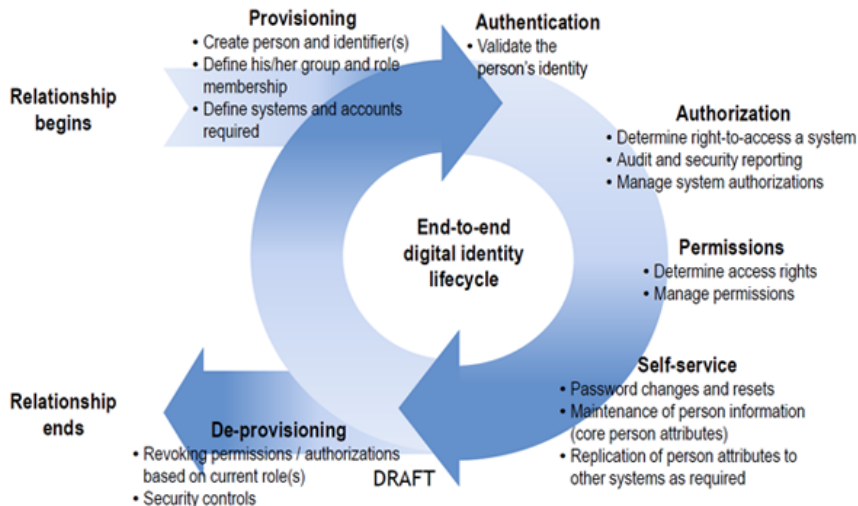 Provisioning
• Create person and identifier(s)
• Define his/her group and role
membership
• Define systems and accounts
required
Relationship
begins
Authentication
• Validate the
person's identity
Authorization
• Determine right-to-access a system
• Audit and security reporting
• Manage system authorizations
End-to-end
digital identity
lifecycle
Permissions
• Determine access rights
• Manage permissions
Self-service
• Password changes and resets
• Maintenance of person information
(core person attributes)
• Replication of person attributes to
other systems as required
Relationship
ends
De-provisioning
• Revoking permissions / authorizations
based on current role(s)
• Security controls
DRAFT